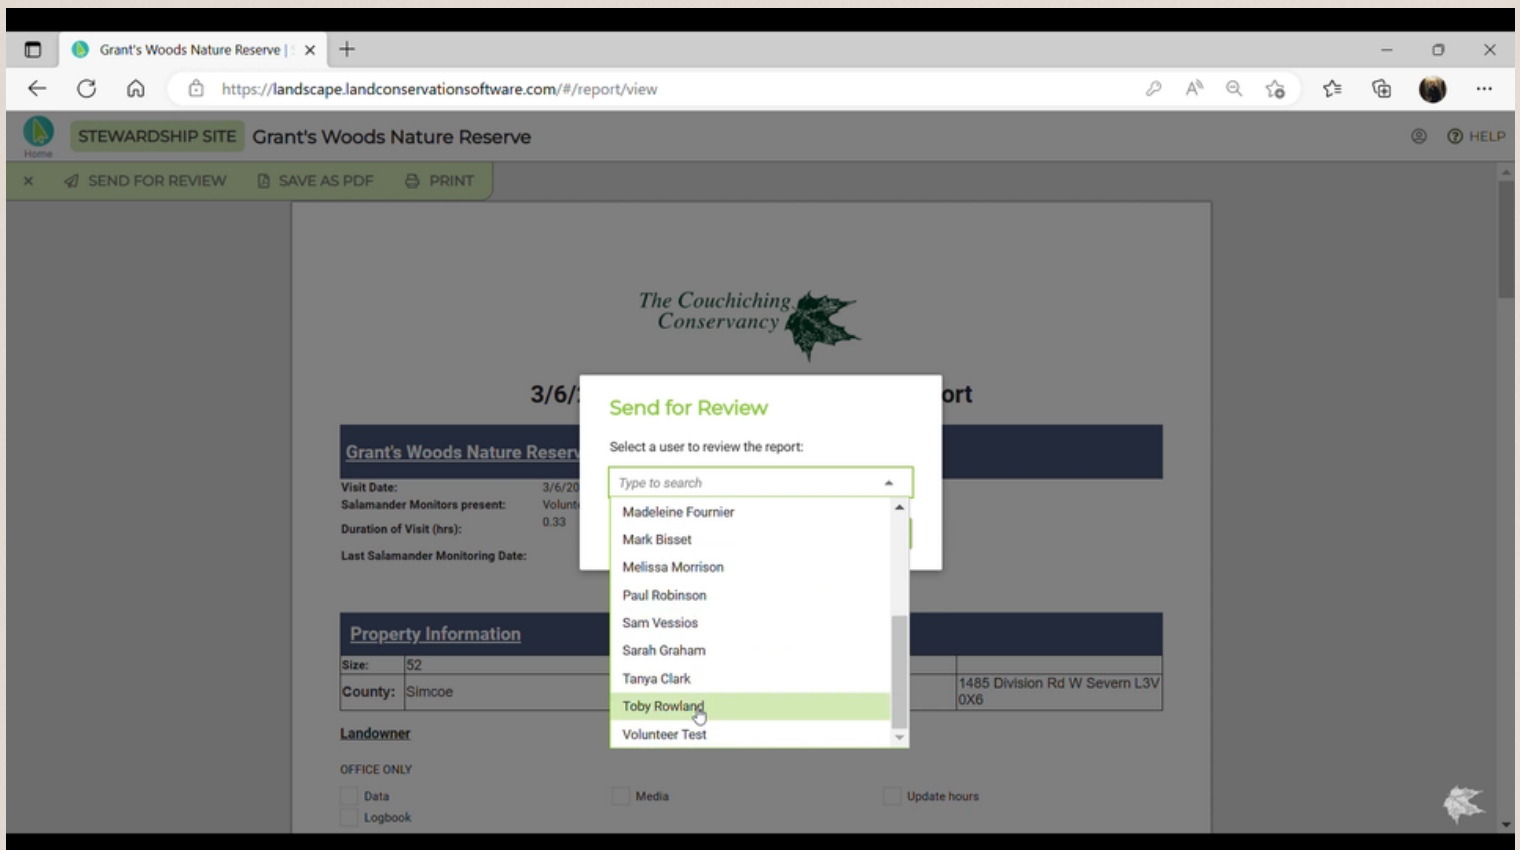 Grant's Woods Nature Reserve |
https://landscape.landconservationsoftware.com/#/report/view
Home
STEWARDSHIP SITE Grant's Woods Nature Reserve
HELP
SEND FOR REVIEW SAVE AS PDF PRINT
The Couchiching
Conservancy
3/6/ ort
Send for Review
Select a user to review the report:
Type to search
Madeleine Fournier
Mark Bisset
Melissa Morrison
Paul Robinson
Sam Vessios
Sarah Graham
Tanya Clark
Toby Rowland
Volunteer Test
Grant's Woods Nature Reserv
Visit Date: 3/6/20
Salamander Monitors present: Volunt
Duration of Visit (hrs): 0.33
Last Salamander Monitoring Date:
Property Information
Size: 52
County: Simcoe
1485 Division Rd W Severn L3V
0X6
Landowner
OFFICE ONLY
Data Media Update hours
Logbook